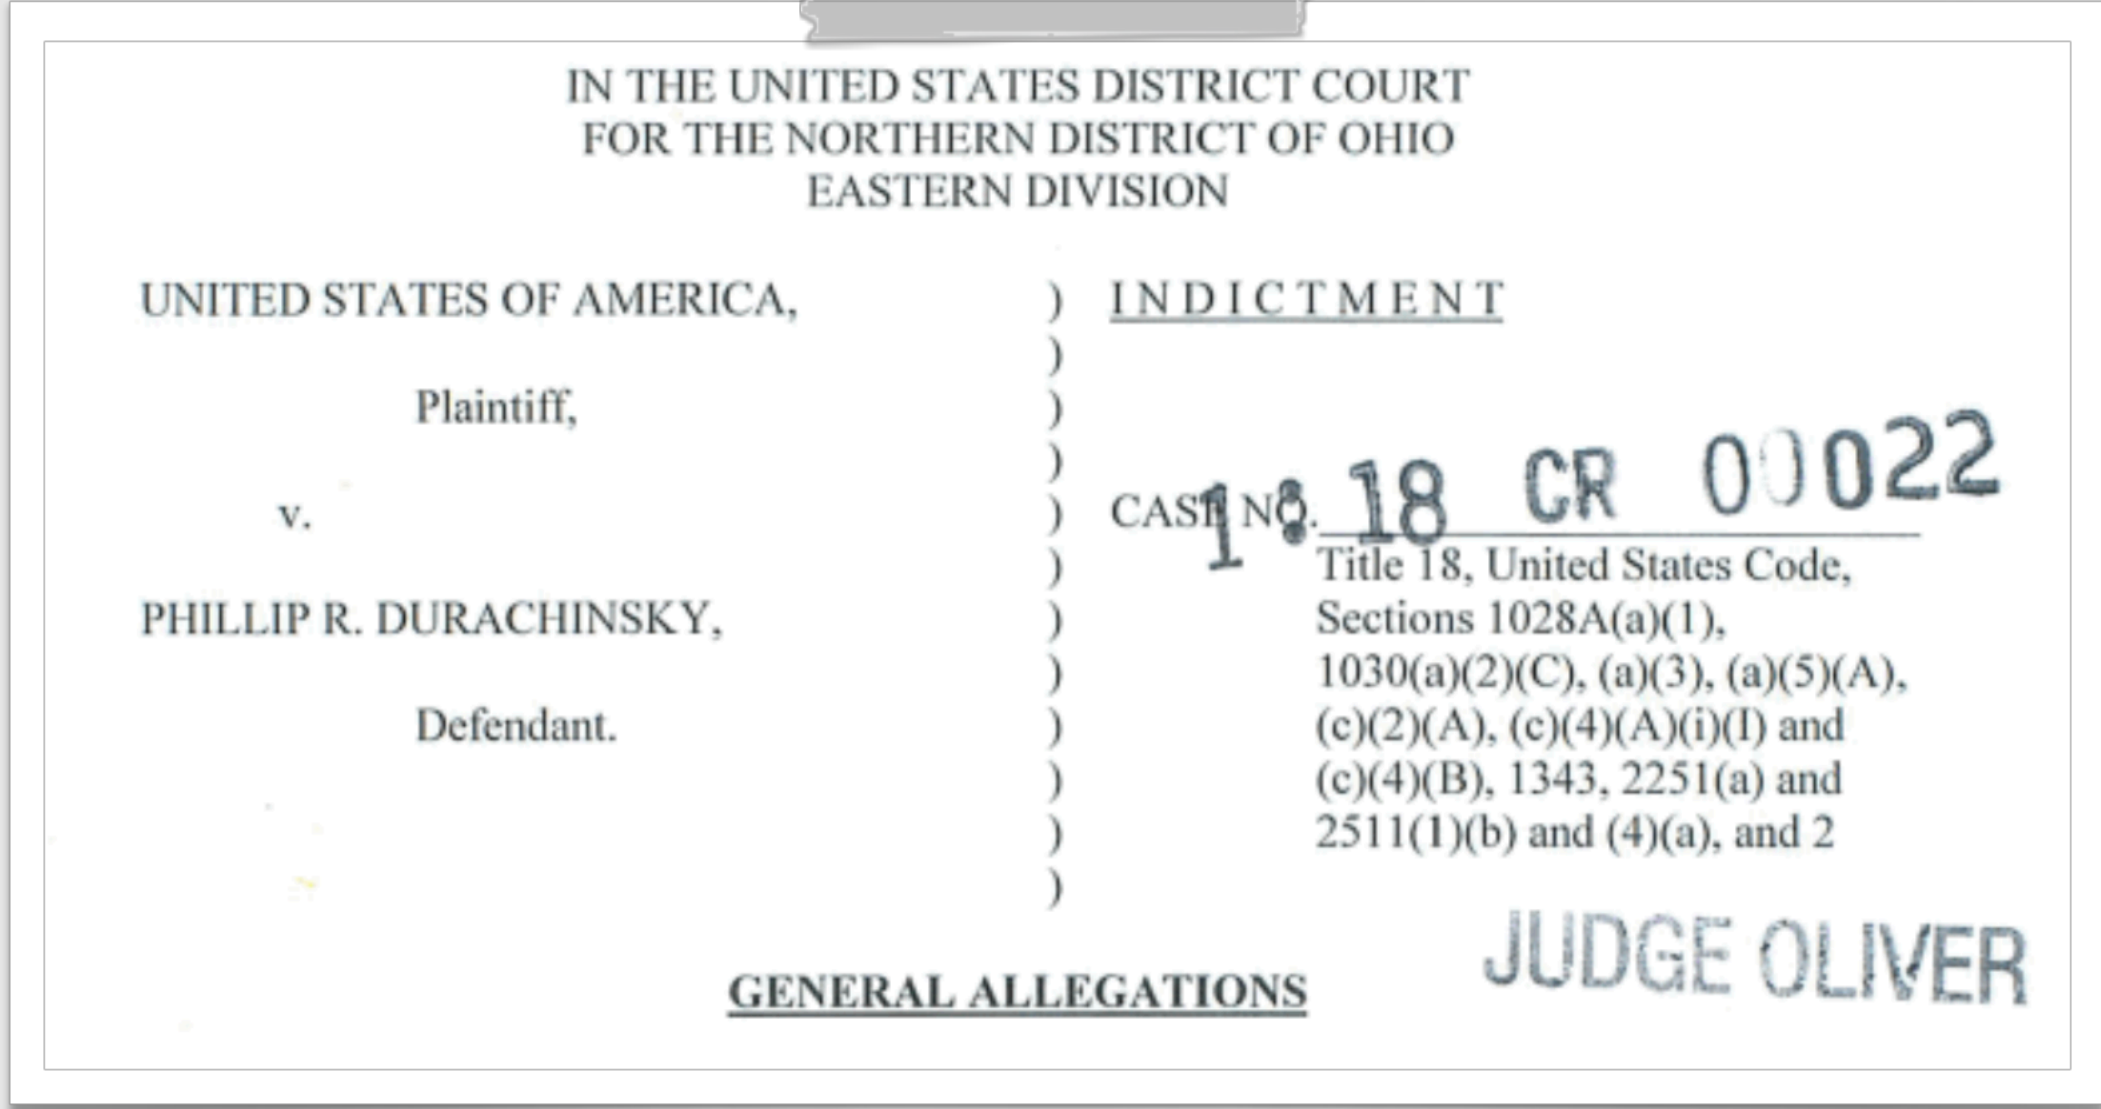 IN THE UNITED STATES DISTRICT COURT
FOR THE NORTHERN DISTRICT OF OHIO
EASTERN DIVISION
UNITED STATES OF AMERICA,
Plaintiff,
v.
PHILLIP R. DURACHINSKY,
Defendant.
)
)
)
)
)
)
)
)
)
)
)
)
I N D I C T M E N T
CASE NO. 1:18 CR 00022
Title 18, United States Code,
Sections 1028A(a)(1),
1030(a)(2)(C), (a)(3), (a)(5)(A),
(c)(2)(A), (c)(4)(A)(i)(I) and
(c)(4)(B), 1343, 2251(a) and
2511(1)(b) and (4)(a), and 2
JUDGE OLIVER
GENERAL ALLEGATIONS